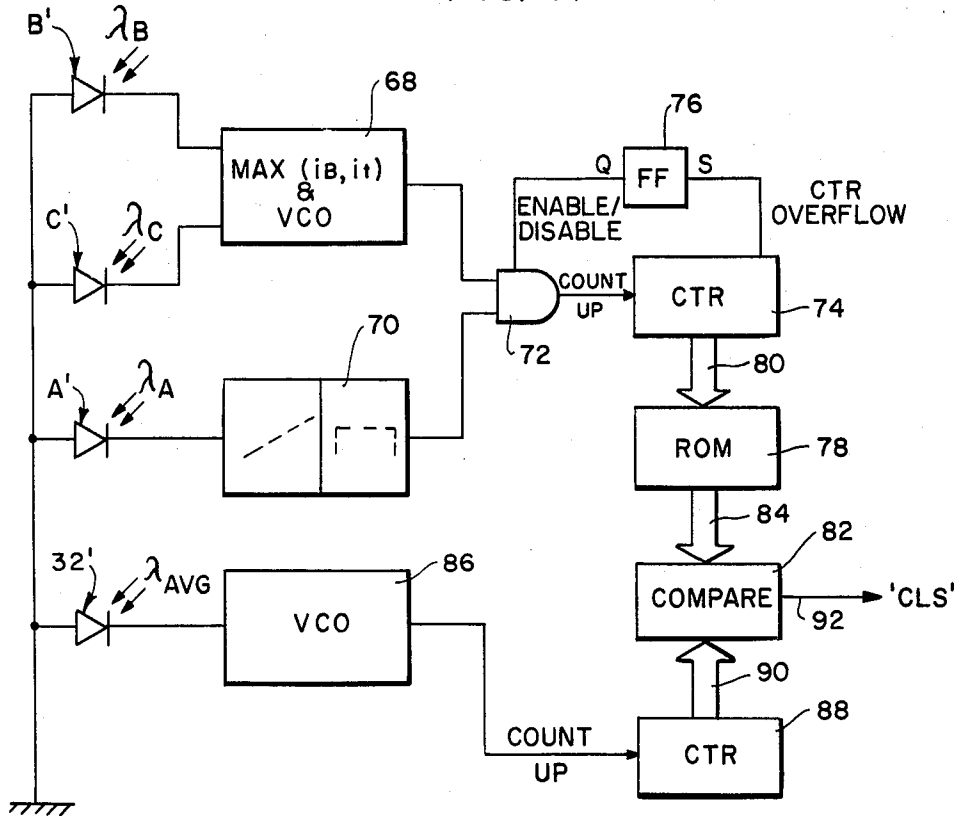 B' λB
68
MAX (iB, it)
&
VCO
76
Q FF S
ENABLE/
DISABLE
CTR
OVERFLOW
C' λC
COUNT
UP
CTR
74
72
70
80
A' λA
ROM
78
84
82
32' λAVG
86
VCO
COMPARE
'CLS'
92
90
88
COUNT
UP
CTR